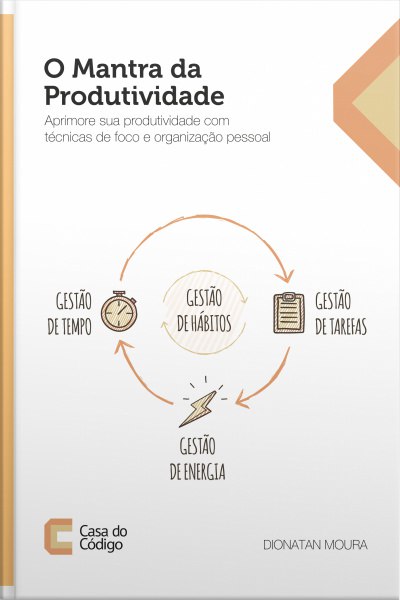 O Mantra da
Produtividade
Aprimore sua produtividade com
técnicas de foco e organização pessoal
GESTÃO
DE TEMPO
GESTÃO
DE HÁBITOS
GESTÃO
DE TAREFAS
GESTÃO
DE ENERGIA
Casa do
Código
DIONATAN MOURA